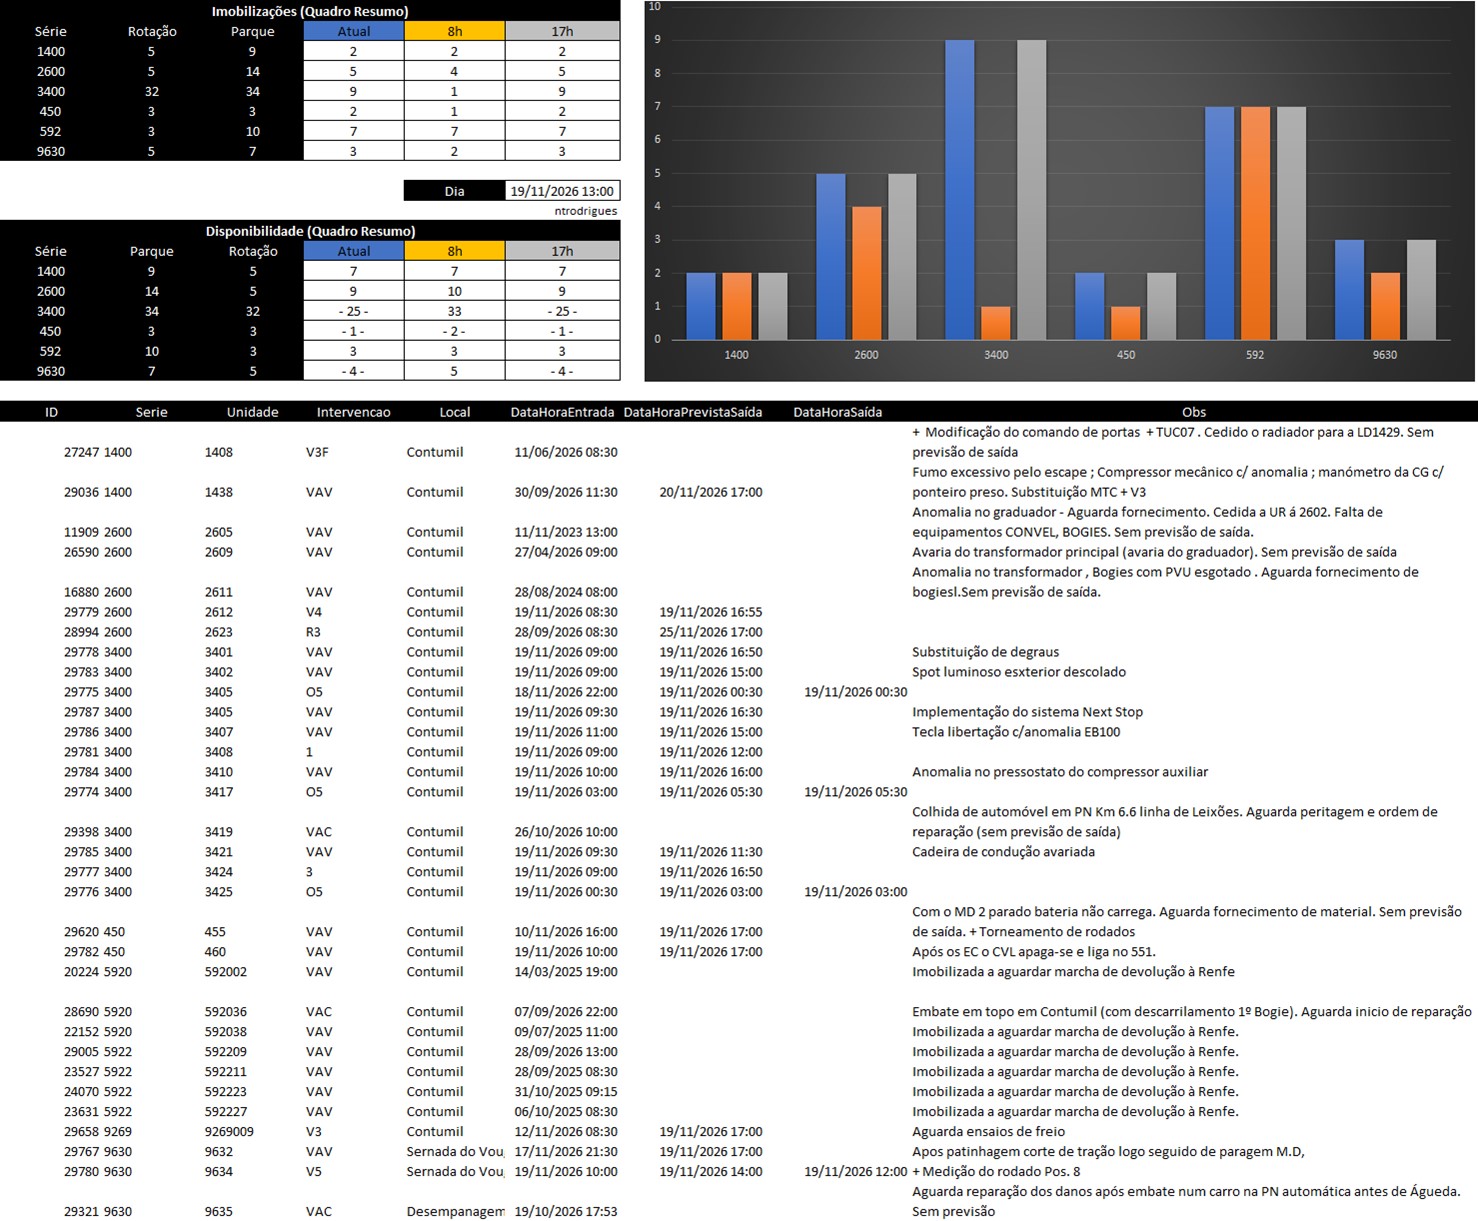 Imobilizações (Quadro Resumo)
Série Rotação Parque Atual 8h 17h
1400 5 9 2 2 2
2600 5 14 5 4 5
3400 32 34 9 1 9
450 3 3 2 1 2
592 3 10 7 7 7
9630 5 7 3 2 3
Dia 19/11/2026 13:00
ntrodrigues
Disponibilidade (Quadro Resumo)
Série Parque Rotação Atual 8h 17h
1400 9 5 7 7 7
2600 14 5 9 10 9
3400 34 32 - 25 - 33 - 25 -
450 3 3 - 1 - - 2 - - 1 -
592 10 3 3 3 3
9630 7 5 - 4 - 5 - 4 -
10
9
8
7
6
5
4
3
2
1
0
1400 2600 3400 450 592 9630
ID Serie Unidade Intervencao Local DataHoraEntrada DataHoraPrevistaSaída DataHoraSaída Obs
+ Modificação do comando de portas + TUC07 . Cedido o radiador para a LD1429. Sem
27247 1400 1408 V3F Contumil 11/06/2026 08:30 previsão de saída
Fumo excessivo pelo escape ; Compressor mecânico c/ anomalia ; manómetro da CG c/
29036 1400 1438 VAV Contumil 30/09/2026 11:30 20/11/2026 17:00 ponteiro preso. Substituição MTC + V3
Anomalia no graduador - Aguarda fornecimento. Cedida a UR á 2602. Falta de
11909 2600 2605 VAV Contumil 11/11/2023 13:00 equipamentos CONVEL, BOGIES. Sem previsão de saída.
26590 2600 2609 VAV Contumil 27/04/2026 09:00 Avaria do transformador principal (avaria do graduador). Sem previsão de saída
Anomalia no transformador , Bogies com PVU esgotado . Aguarda fornecimento de
16880 2600 2611 VAV Contumil 28/08/2024 08:00 bogiesl.Sem previsão de saída.
29779 2600 2612 V4 Contumil 19/11/2026 08:30 19/11/2026 16:55
28994 2600 2623 R3 Contumil 28/09/2026 08:30 25/11/2026 17:00
29778 3400 3401 VAV Contumil 19/11/2026 09:00 19/11/2026 16:50 Substituição de degraus
29783 3400 3402 VAV Contumil 19/11/2026 09:00 19/11/2026 15:00 Spot luminoso esxterior descolado
29775 3400 3405 O5 Contumil 18/11/2026 22:00 19/11/2026 00:30 19/11/2026 00:30
29787 3400 3405 VAV Contumil 19/11/2026 09:30 19/11/2026 16:30 Implementação do sistema Next Stop
29786 3400 3407 VAV Contumil 19/11/2026 11:00 19/11/2026 15:00 Tecla libertação c/anomalia EB100
29781 3400 3408 1 Contumil 19/11/2026 09:00 19/11/2026 12:00
29784 3400 3410 VAV Contumil 19/11/2026 10:00 19/11/2026 16:00 Anomalia no pressostato do compressor auxiliar
29774 3400 3417 O5 Contumil 19/11/2026 03:00 19/11/2026 05:30 19/11/2026 05:30
Colhida de automóvel em PN Km 6.6 linha de Leixões. Aguarda peritagem e ordem de
29398 3400 3419 VAC Contumil 26/10/2026 10:00 reparação (sem previsão de saída)
29785 3400 3421 VAV Contumil 19/11/2026 09:30 19/11/2026 11:30 Cadeira de condução avariada
29777 3400 3424 3 Contumil 19/11/2026 09:00 19/11/2026 16:50
29776 3400 3425 O5 Contumil 19/11/2026 00:30 19/11/2026 03:00 19/11/2026 03:00
Com o MD 2 parado bateria não carrega. Aguarda fornecimento de material. Sem previsão
29620 450 455 VAV Contumil 10/11/2026 16:00 19/11/2026 17:00 de saída. + Torneamento de rodados
29782 450 460 VAV Contumil 19/11/2026 10:00 19/11/2026 17:00 Após os EC o CVL apaga-se e liga no 551.
20224 5920 592002 VAV Contumil 14/03/2025 19:00 Imobilizada a aguardar marcha de devolução à Renfe
28690 5920 592036 VAC Contumil 07/09/2026 22:00 Embate em topo em Contumil (com descarrilamento 1º Bogie). Aguarda inicio de reparação
22152 5920 592038 VAV Contumil 09/07/2025 11:00 Imobilizada a aguardar marcha de devolução à Renfe.
29005 5922 592209 VAV Contumil 28/09/2026 13:00 Imobilizada a aguardar marcha de devolução à Renfe.
23527 5922 592211 VAV Contumil 28/09/2025 08:30 Imobilizada a aguardar marcha de devolução à Renfe.
24070 5922 592223 VAV Contumil 31/10/2025 09:15 Imobilizada a aguardar marcha de devolução à Renfe.
23631 5922 592227 VAV Contumil 06/10/2025 08:30 Imobilizada a aguardar marcha de devolução à Renfe.
29658 9269 9269009 V3 Contumil 12/11/2026 08:30 19/11/2026 17:00 Aguarda ensaios de freio
29767 9630 9632 VAV Sernada do Vou 17/11/2026 21:30 19/11/2026 17:00 Apos patinhagem corte de tração logo seguido de paragem M.D,
29780 9630 9634 V5 Sernada do Vou 19/11/2026 10:00 19/11/2026 14:00 19/11/2026 12:00 + Medição do rodado Pos. 8
Aguarda reparação dos danos após embate num carro na PN automática antes de Águeda.
29321 9630 9635 VAC Desempanagem 19/10/2026 17:53 Sem previsão